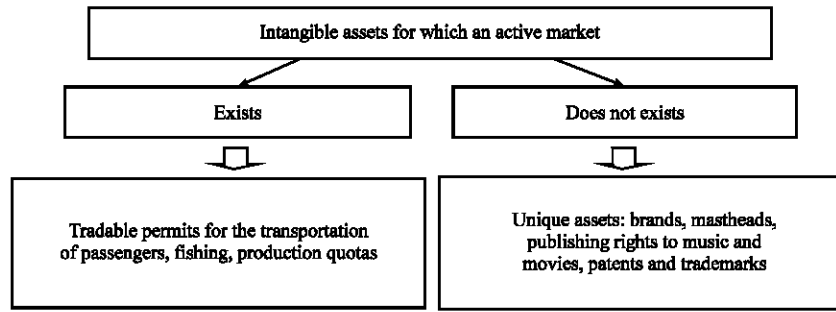 Intangible assets for which an active market
Exists
Does not exists
Tradable permits for the transportation
of passengers, fishing, production quotas
Unique assets: brands, mastheads,
publishing rights to music and
movies, patents and trademarks